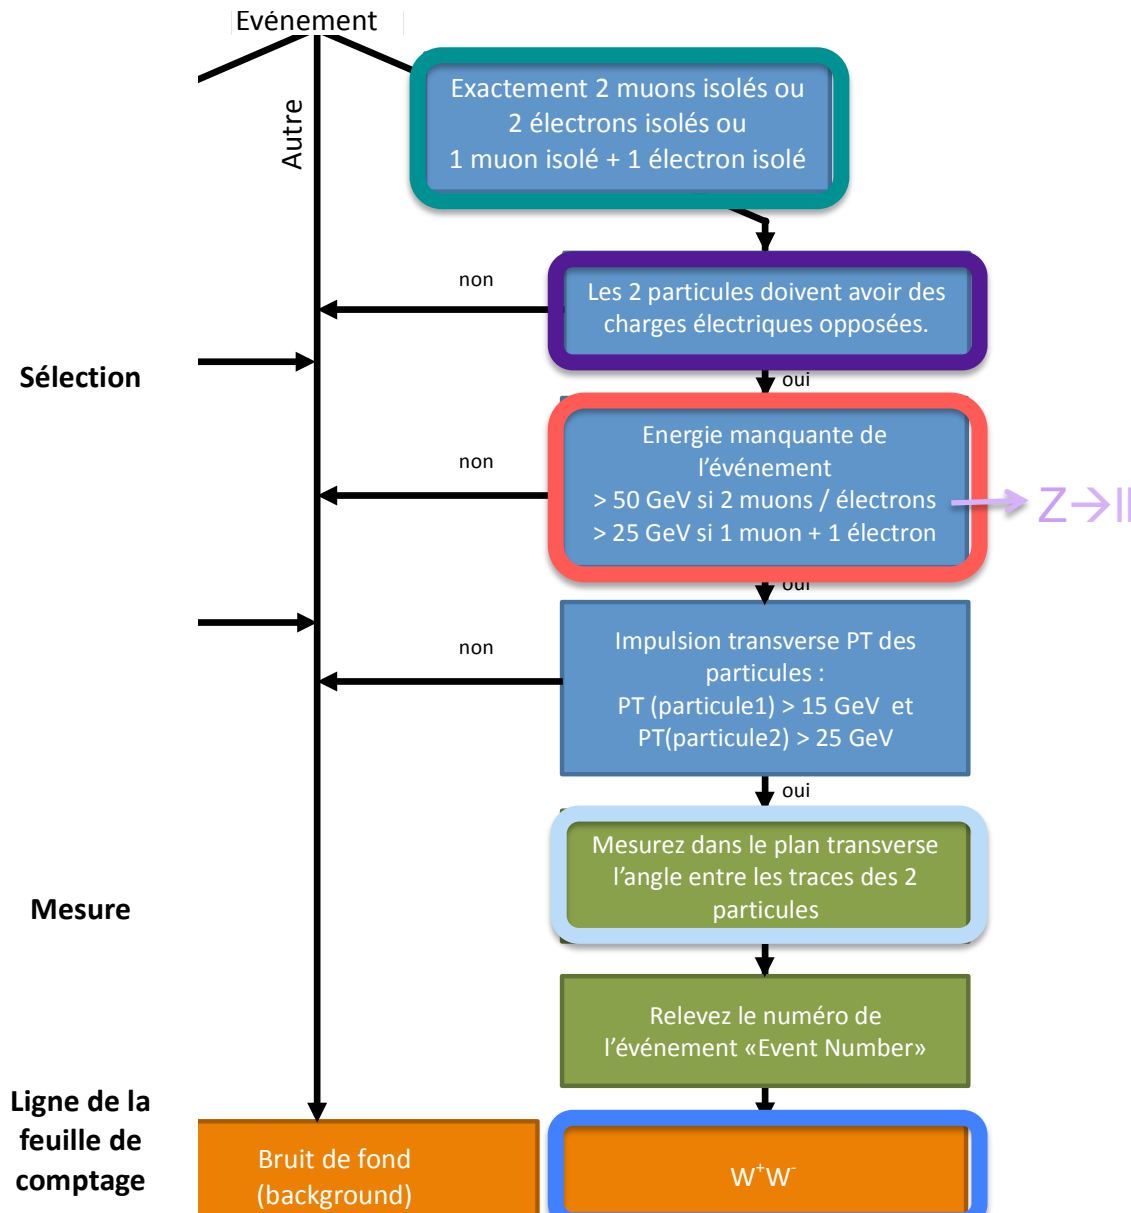 Evénement
Autre
Exactement 2 muons isolés ou
2 électrons isolés ou
1 muon isolé + 1 électron isolé
non
Les 2 particules doivent avoir des
charges électriques opposées.
Sélection
oui
non
Energie manquante de
l'événement
> 50 GeV si 2 muons / électrons
> 25 GeV si 1 muon + 1 électron
Z→ll
oui
non
Impulsion transverse PT des
particules :
PT (particule1) > 15 GeV et
PT(particule2) > 25 GeV
oui
Mesure
Mesurez dans le plan transverse
l'angle entre les traces des 2
particules
Relevez le numéro de
l'événement «Event Number»
Ligne de la
feuille de
comptage
Bruit de fond
(background)
W⁺W⁻